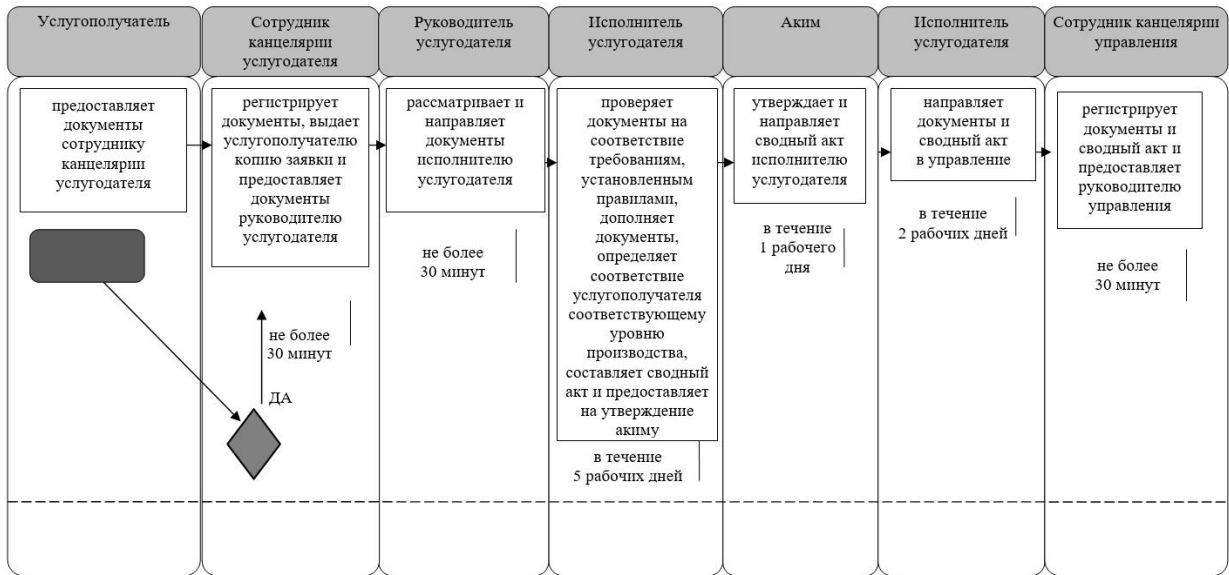 Услугополучатель
Сотрудник
канцелярии
услугодателя
Руководитель
услугодателя
Исполнитель
услугодателя
Аким
Исполнитель
услугодателя
Сотрудник канцелярии
управления
предоставляет
документы
сотруднику
канцелярии
услугодателя
регистрирует
документы, выдает
услугополучателю
копию заявки и
предоставляет
документы
руководителю
услугодателя
рассматривает и
направляет
документы
исполнителю
услугодателя
проверяет
документы на
соответствие
требованиям,
установленным
правилами,
дополняет
документы,
определяет
соответствие
услугополучателя
соответствующему
уровню
производства,
составляет сводный
акт и предоставляет
на утверждение
акиму
утверждает и
направляет
сводный акт
исполнителю
услугодателя
направляет
документы и
сводный акт
в управление
регистрирует
документы и
сводный акт и
предоставляет
руководителю
управления
не более
30 минут
ДА
не более
30 минут
в течение
5 рабочих дней
в течение
1 рабочего
дня
в течение
2 рабочих дней
не более
30 минут